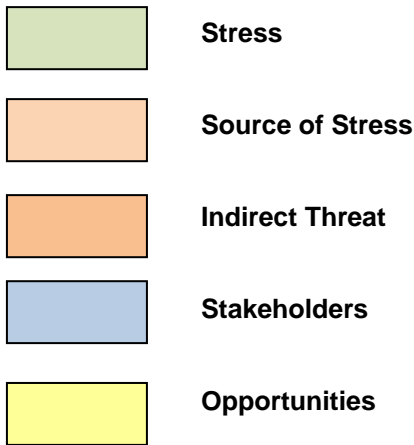 Stress
Source of Stress
Indirect Threat
Stakeholders
Opportunities